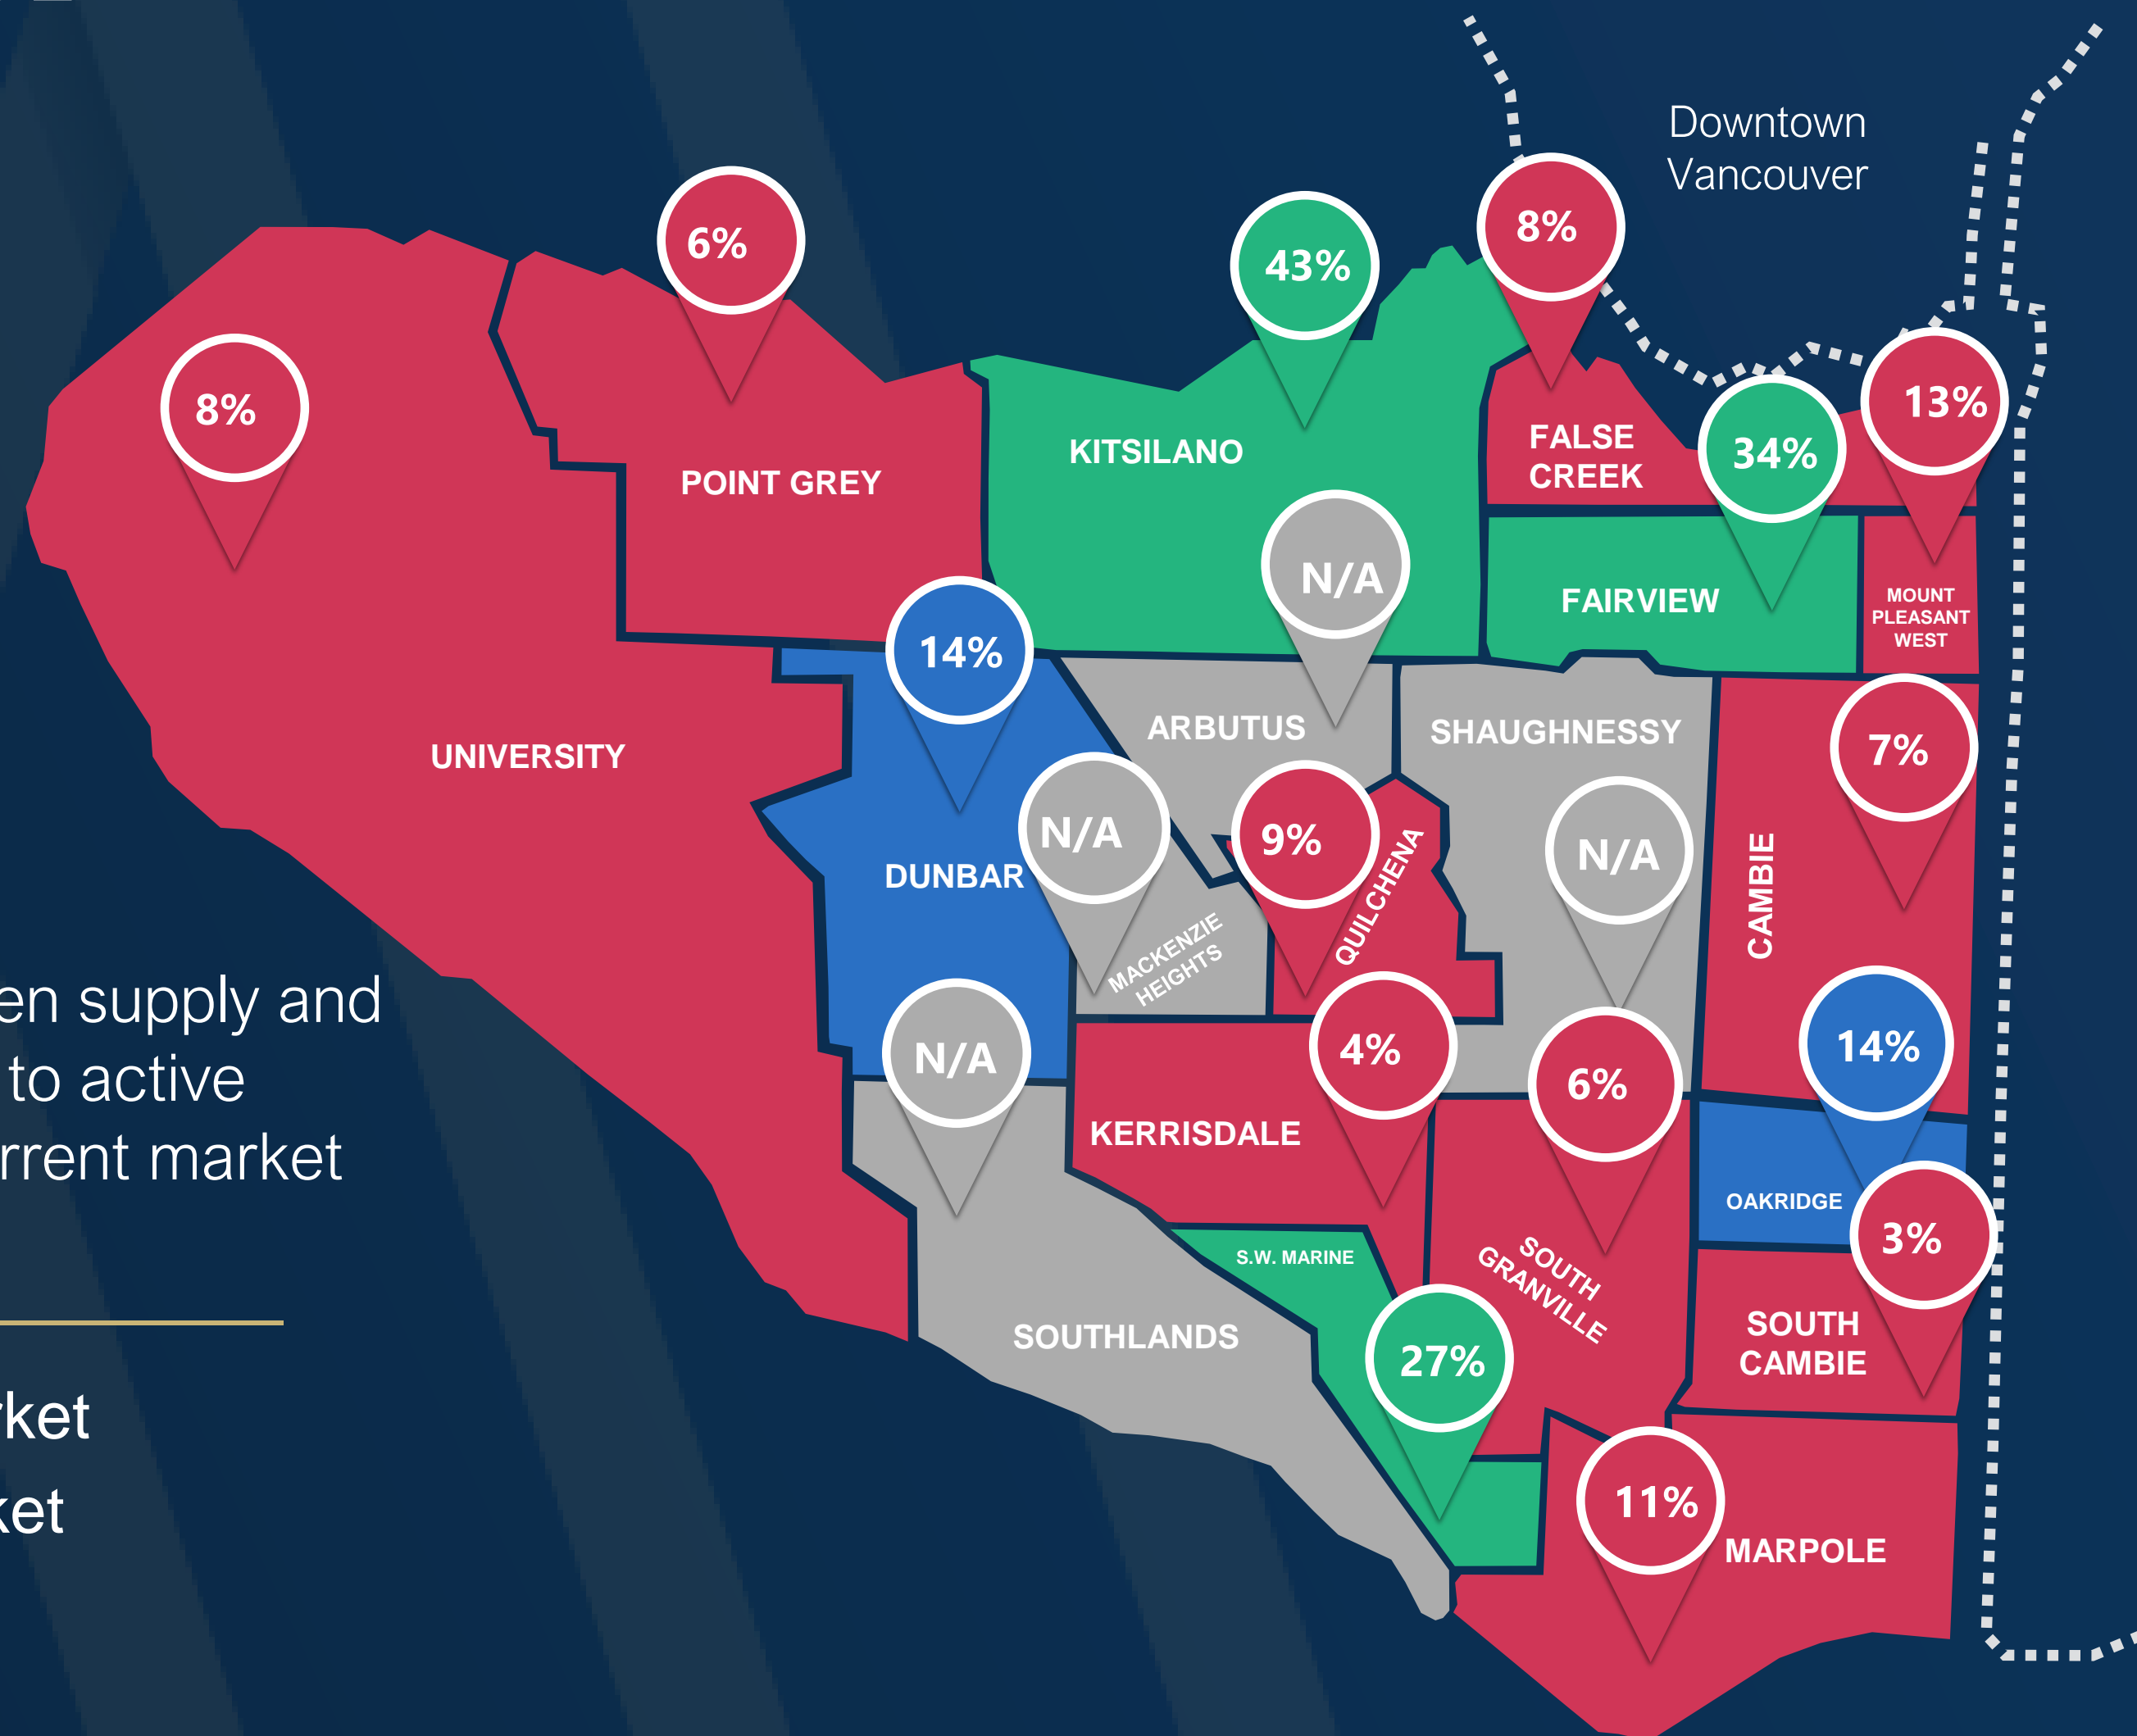 Downtown
Vancouver
6%
43%
8%
8%
13%
34%
KITSILANO
FALSE
CREEK
POINT GREY
N/A
FAIRVIEW
MOUNT
PLEASANT
WEST
14%
UNIVERSITY
ARBUTUS
SHAUGHNESSY
7%
DUNBAR
N/A
9%
QUILCHENA
N/A
CAMBIE
MACKENZIE
HEIGHTS
en supply and
to active
rrent market
N/A
4%
6%
14%
KERRISDALE
OAKRIDGE
S.W. MARINE
SOUTH
GRANVILLE
3%
SOUTHLANDS
27%
SOUTH
CAMBIE
rket
ket
11%
MARPOLE